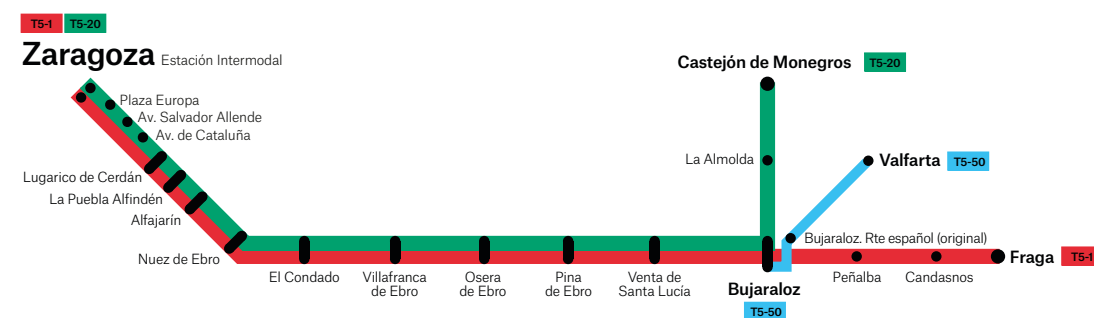 T5-1 T5-20
Zaragoza Estación Intermodal
Plaza Europa
Av. Salvador Allende
Av. de Cataluña
Lugarico de Cerdán
La Puebla Alfindén
Alfajarín
Nuez de Ebro
El Condado
Villafranca
de Ebro
Osera
de Ebro
Pina
de Ebro
Venta de
Santa Lucía
Castejón de Monegros T5-20
La Almolda
Valfarta T5-50
Bujaraloz. Rte español (original)
Bujaraloz
T5-50
Peñalba
Candasnos
Fraga T5-1